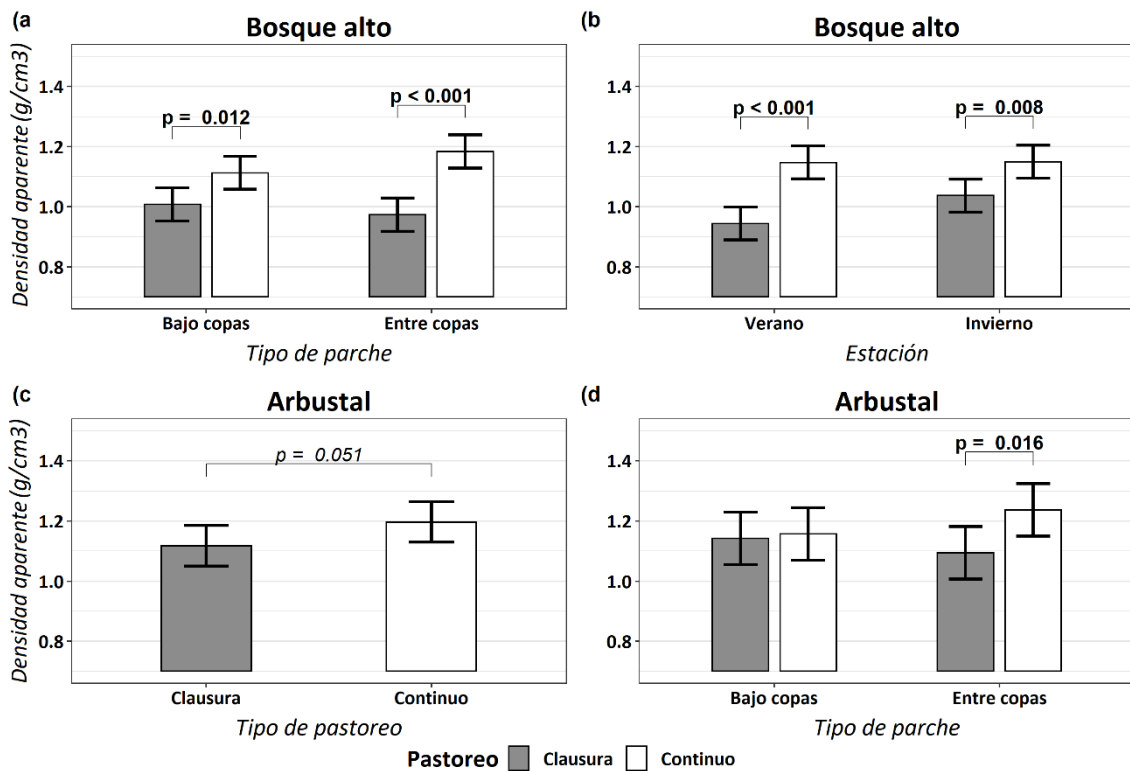 (a
Bosque alto
Densidad aparente (g/cm3)
1.4
1.2
1.0
0.8
p =  0.012
p < 0.001
Bajo copas
Entre copas
Tipo de parche
(b
Bosque alto
1.4
1.2
1.0
0.8
p < 0.001
p =  0.008
Verano
Invierno
Estación
(c
Arbustal
Densidad aparente (g/cm3)
1.4
1.2
1.0
0.8
p =  0.051
Clausura
Continuo
Tipo de pastoreo
(d
Arbustal
1.4
1.2
1.0
0.8
p =  0.016
Bajo copas
Entre copas
Tipo de parche
Pastoreo Clausura Continuo